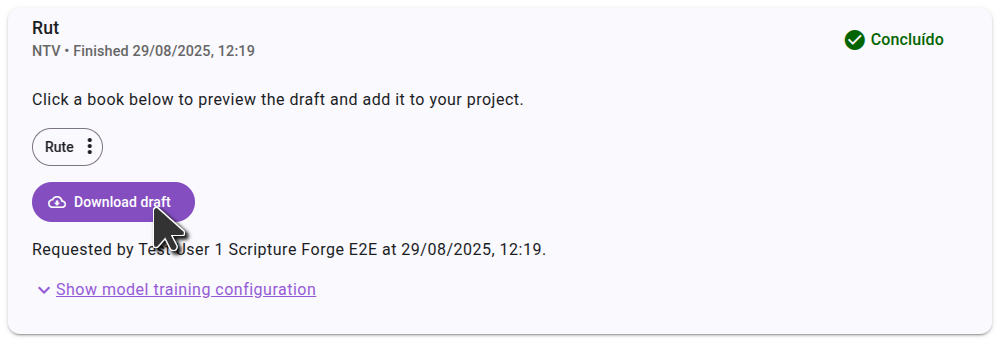 Rut
NTV • Finished 29/08/2025, 12:19
Concluído
Click a book below to preview the draft and add it to your project.
Rute
Download draft
Requested by Test User 1 Scripture Forge E2E at 29/08/2025, 12:19.
Show model training configuration